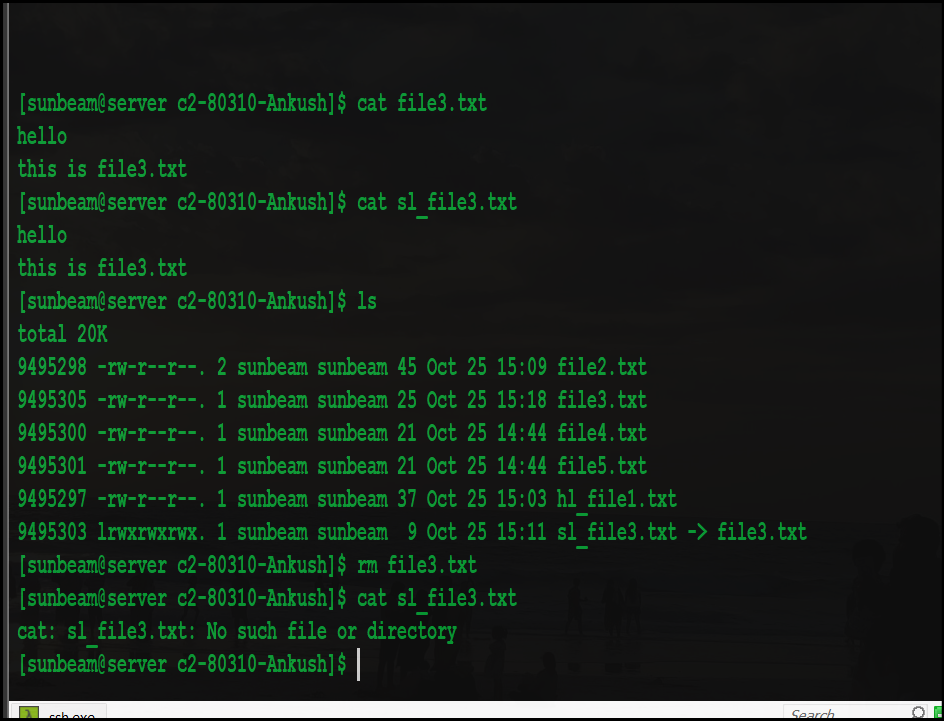 [sunbeam@server c2-80310-Ankush]$ cat file3.txt
hello
this is file3.txt
[sunbeam@server c2-80310-Ankush]$ cat sl_file3.txt
hello
this is file3.txt
[sunbeam@server c2-80310-Ankush]$ ls
total 20K
9495298 -rw-r--r--. 2 sunbeam sunbeam 45 Oct 25 15:09 file2.txt
9495305 -rw-r--r--. 1 sunbeam sunbeam 25 Oct 25 15:18 file3.txt
9495300 -rw-r--r--. 1 sunbeam sunbeam 21 Oct 25 14:44 file4.txt
9495301 -rw-r--r--. 1 sunbeam sunbeam 21 Oct 25 14:44 file5.txt
9495297 -rw-r--r--. 1 sunbeam sunbeam 37 Oct 25 15:03 hl_file1.txt
9495303 lrwxrwxrwx. 1 sunbeam sunbeam  9 Oct 25 15:11 sl_file3.txt -> file3.txt
[sunbeam@server c2-80310-Ankush]$ rm file3.txt
[sunbeam@server c2-80310-Ankush]$ cat sl_file3.txt
cat: sl_file3.txt: No such file or directory
[sunbeam@server c2-80310-Ankush]$
ssh.exe Search